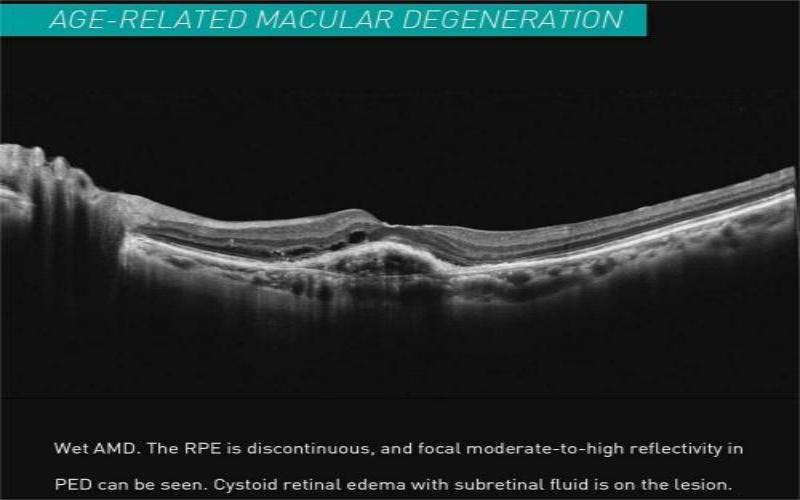 AGE-RELATED MACULAR DEGENERATION
Wet AMD. The RPE is discontinuous, and focal moderate-to-high reflectivity in
PED can be seen. Cystoid retinal edema with subretinal fluid is on the lesion.